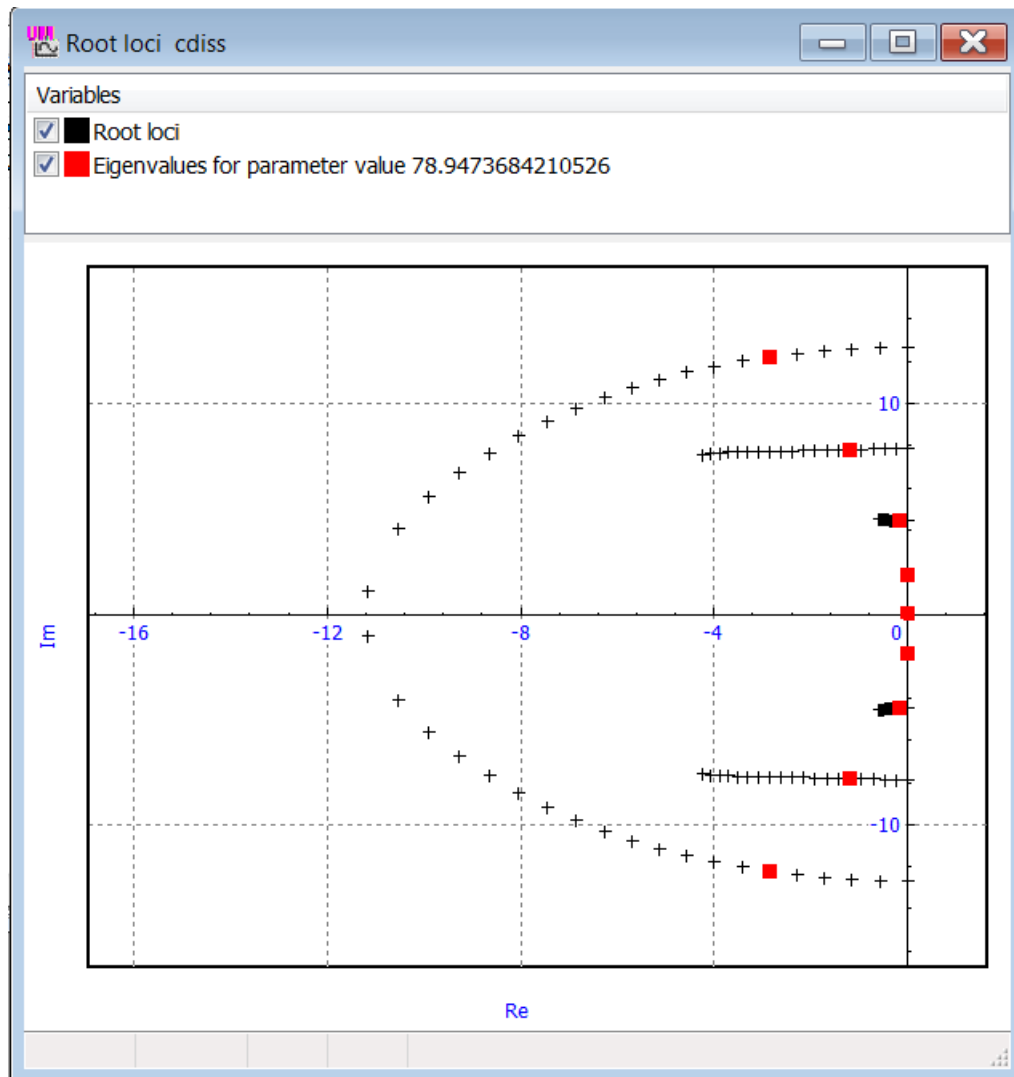 UM Root loci cdiss
Variables
Root loci
Eigenvalues for parameter value 78.9473684210526
10
Im
-16 -12 -8 -4 0
-10
Re